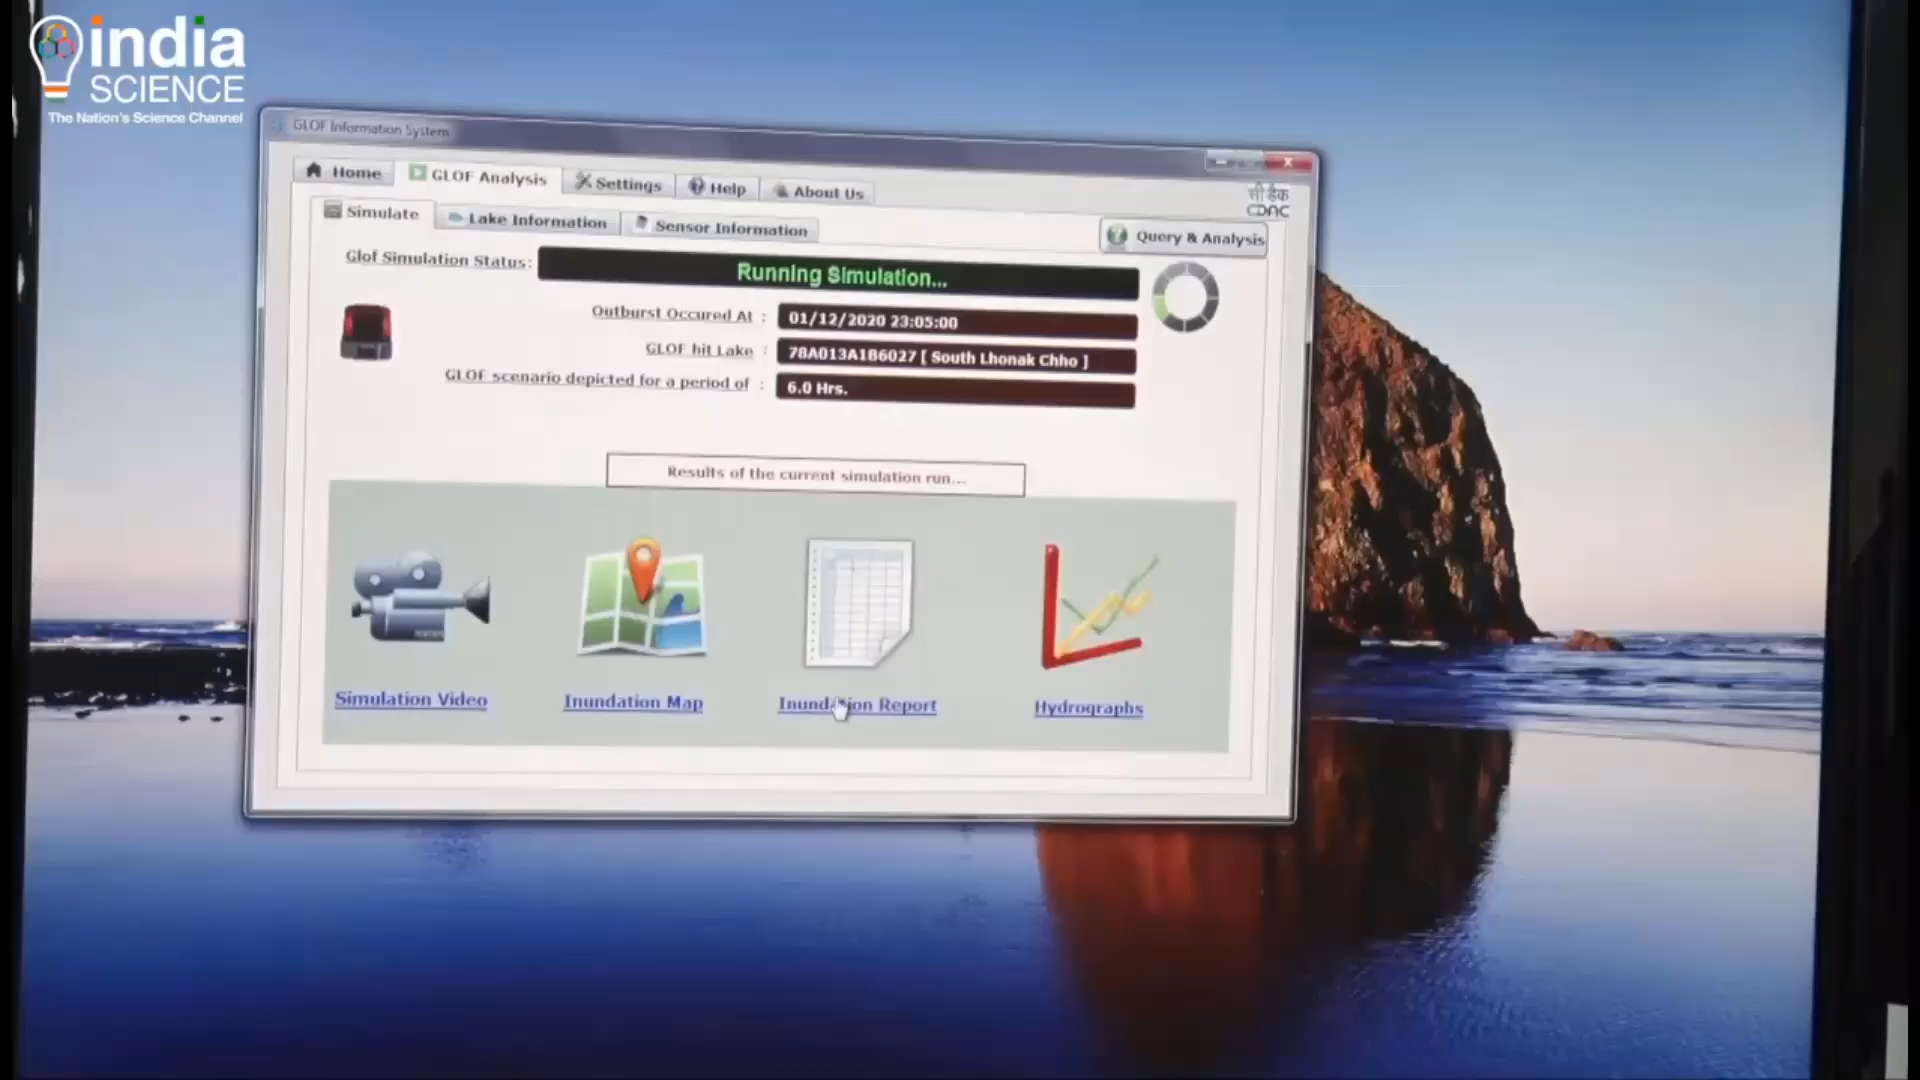 india
SCIENCE
The Nation's Science Channel
GLOF Information System
Home
GLOF Analysis
Settings
Help
About Us
सी डैक
CDAC
Simulate
Lake Information
Sensor Information
Query & Analysis
Glof Simulation Status:
Running Simulation...
Outburst Occured At :
01/12/2020 23:05:00
GLOF hit Lake :
78A013A1B6027 [ South Lhonak Chho ]
GLOF scenario depicted for a period of :
6.0 Hrs.
Results of the current simulation run...
Simulation Video
Inundation Map
Inundation Report
Hydrographs